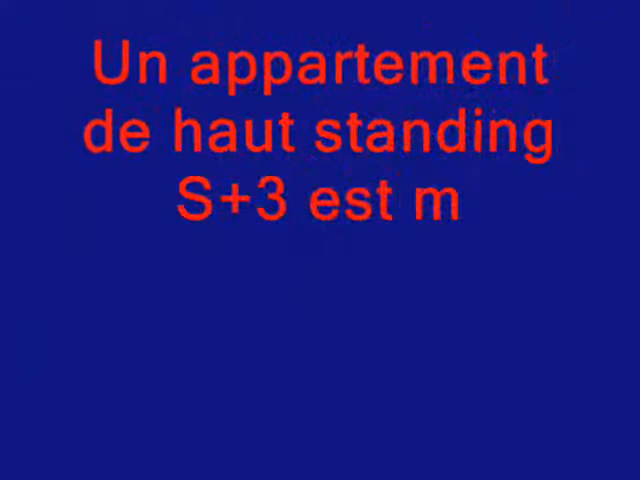 Un appartement
de haut standing
S+3 est m